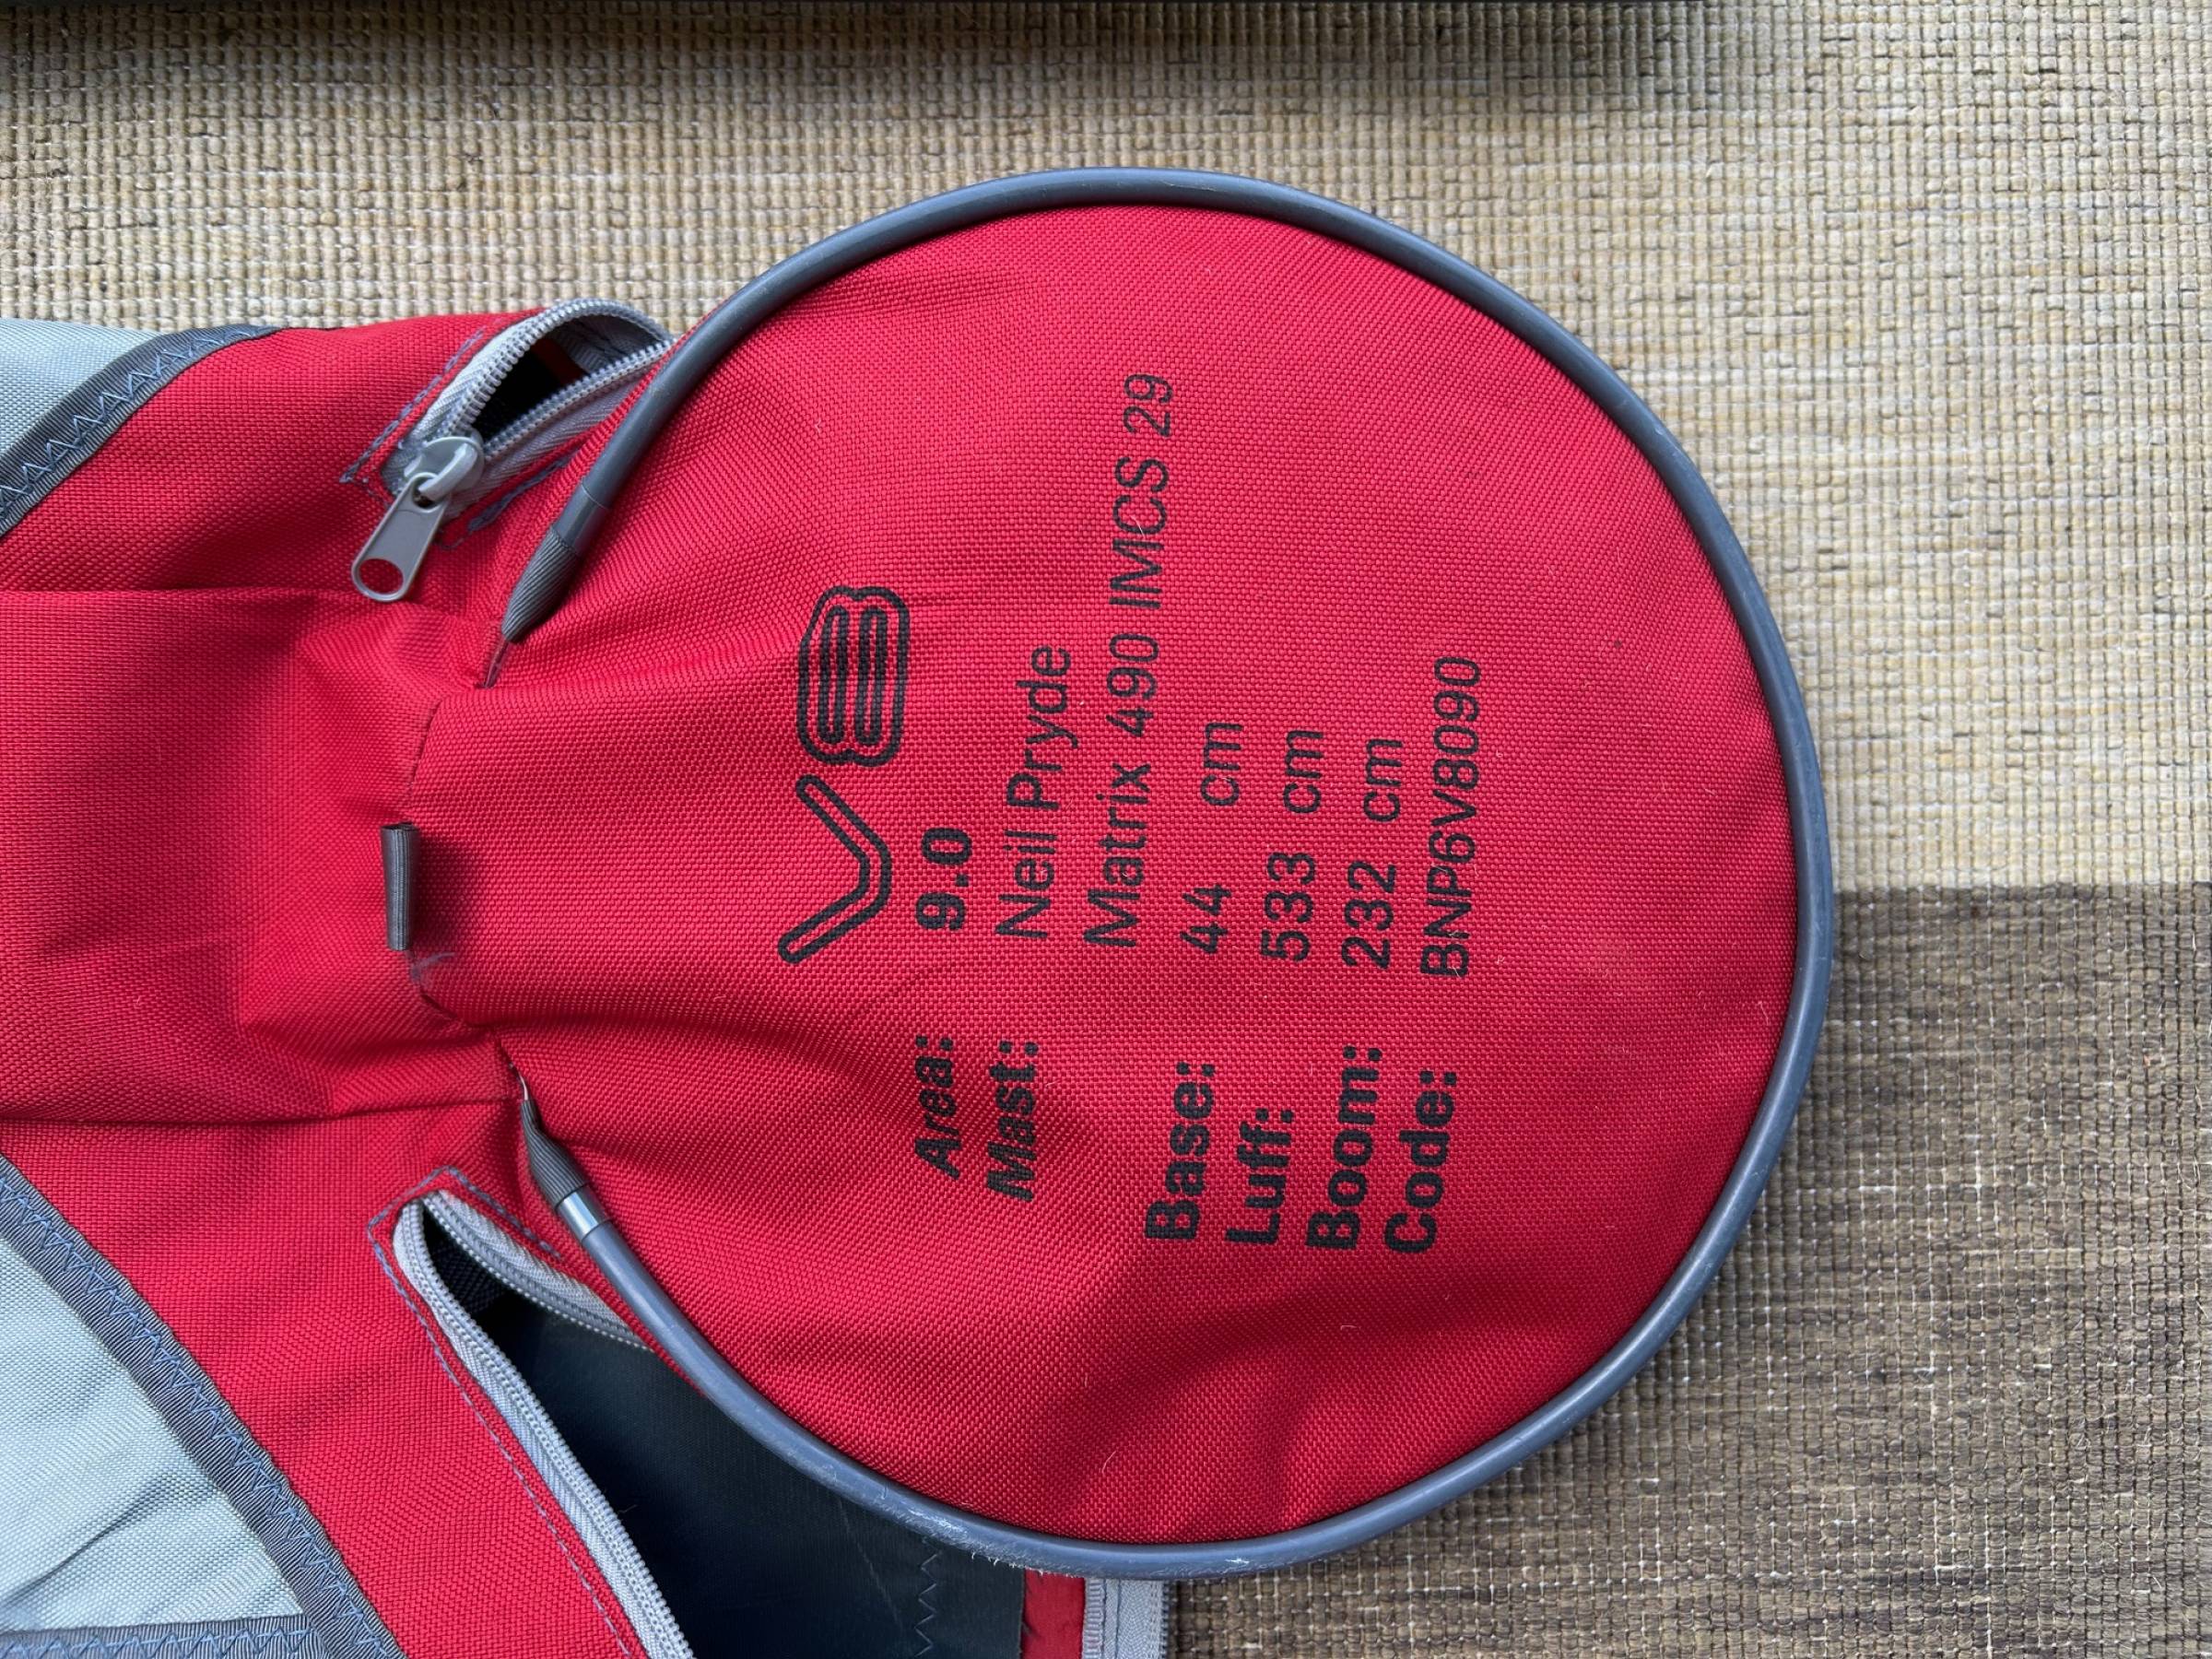 V8
Area: 9.0
Mast: Neil Pryde
Matrix 490 IMCS 29
Base: 44 cm
Luff: 533 cm
Boom: 232 cm
Code: BNP6V8090